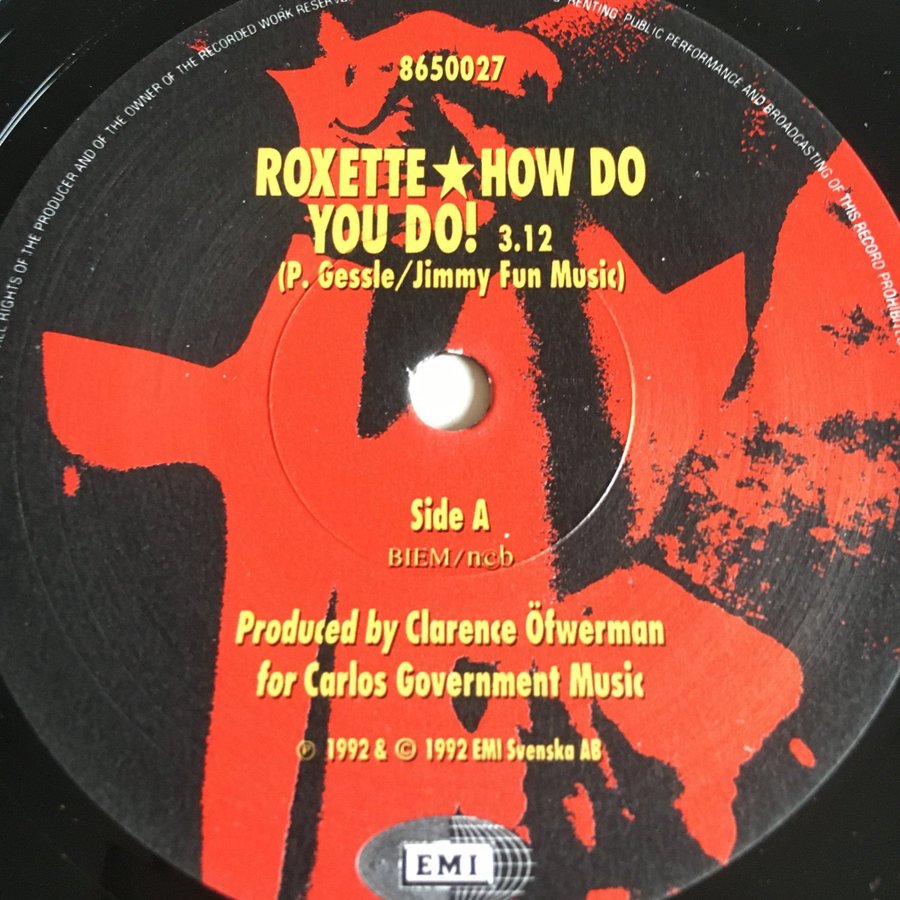 ALL RIGHTS OF THE PRODUCER AND OF THE OWNER OF THE RECORDED WORK RESERVED
RENTING PUBLIC PERFORMANCE AND BROADCASTING OF THIS RECORD PROHIBITED
8650027
ROXETTE★HOW DO
YOU DO! 3.12
(P. Gessle/Jimmy Fun Music)
Side A
BIEM/n©b
Produced by Clarence Öfwerman
for Carlos Government Music
℗ 1992 & © 1992 EMI Svenska AB
EMI